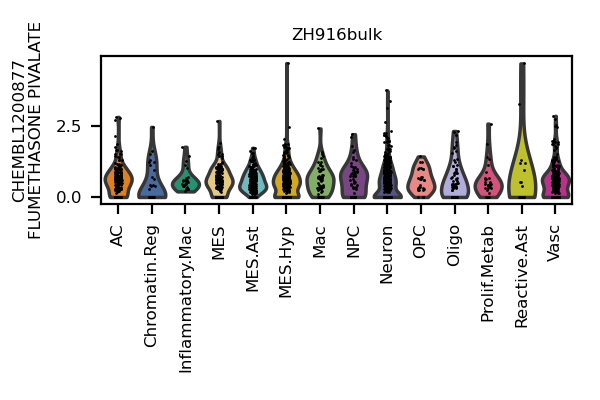 ZH916bulk
CHEMBL1200877
FLUMETHASONE PIVALATE
2.5
0.0
AC
Chromatin.Reg
Inflammatory.Mac
MES
MES.Ast
MES.Hyp
Mac
NPC
Neuron
OPC
Oligo
Prolif.Metab
Reactive.Ast
Vasc